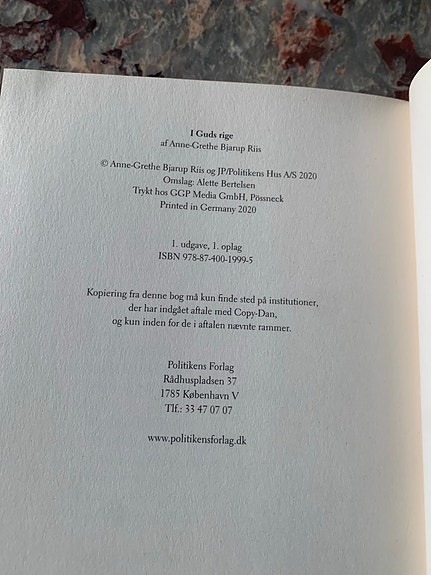 I Guds rige
af Anne-Grethe Bjarup Riis
© Anne-Grethe Bjarup Riis og JP/Politikens Hus A/S 2020
Omslag: Alette Bertelsen
Trykt hos GGP Media GmbH, Pössneck
Printed in Germany 2020
1. udgave, 1. oplag
ISBN 978-87-400-1999-5
Kopiering fra denne bog må kun finde sted på institutioner,
der har indgået aftale med Copy-Dan,
og kun inden for de i aftalen nævnte rammer.
Politikens Forlag
Rådhuspladsen 37
1785 København V
Tlf.: 33 47 07 07
www.politikensforlag.dk